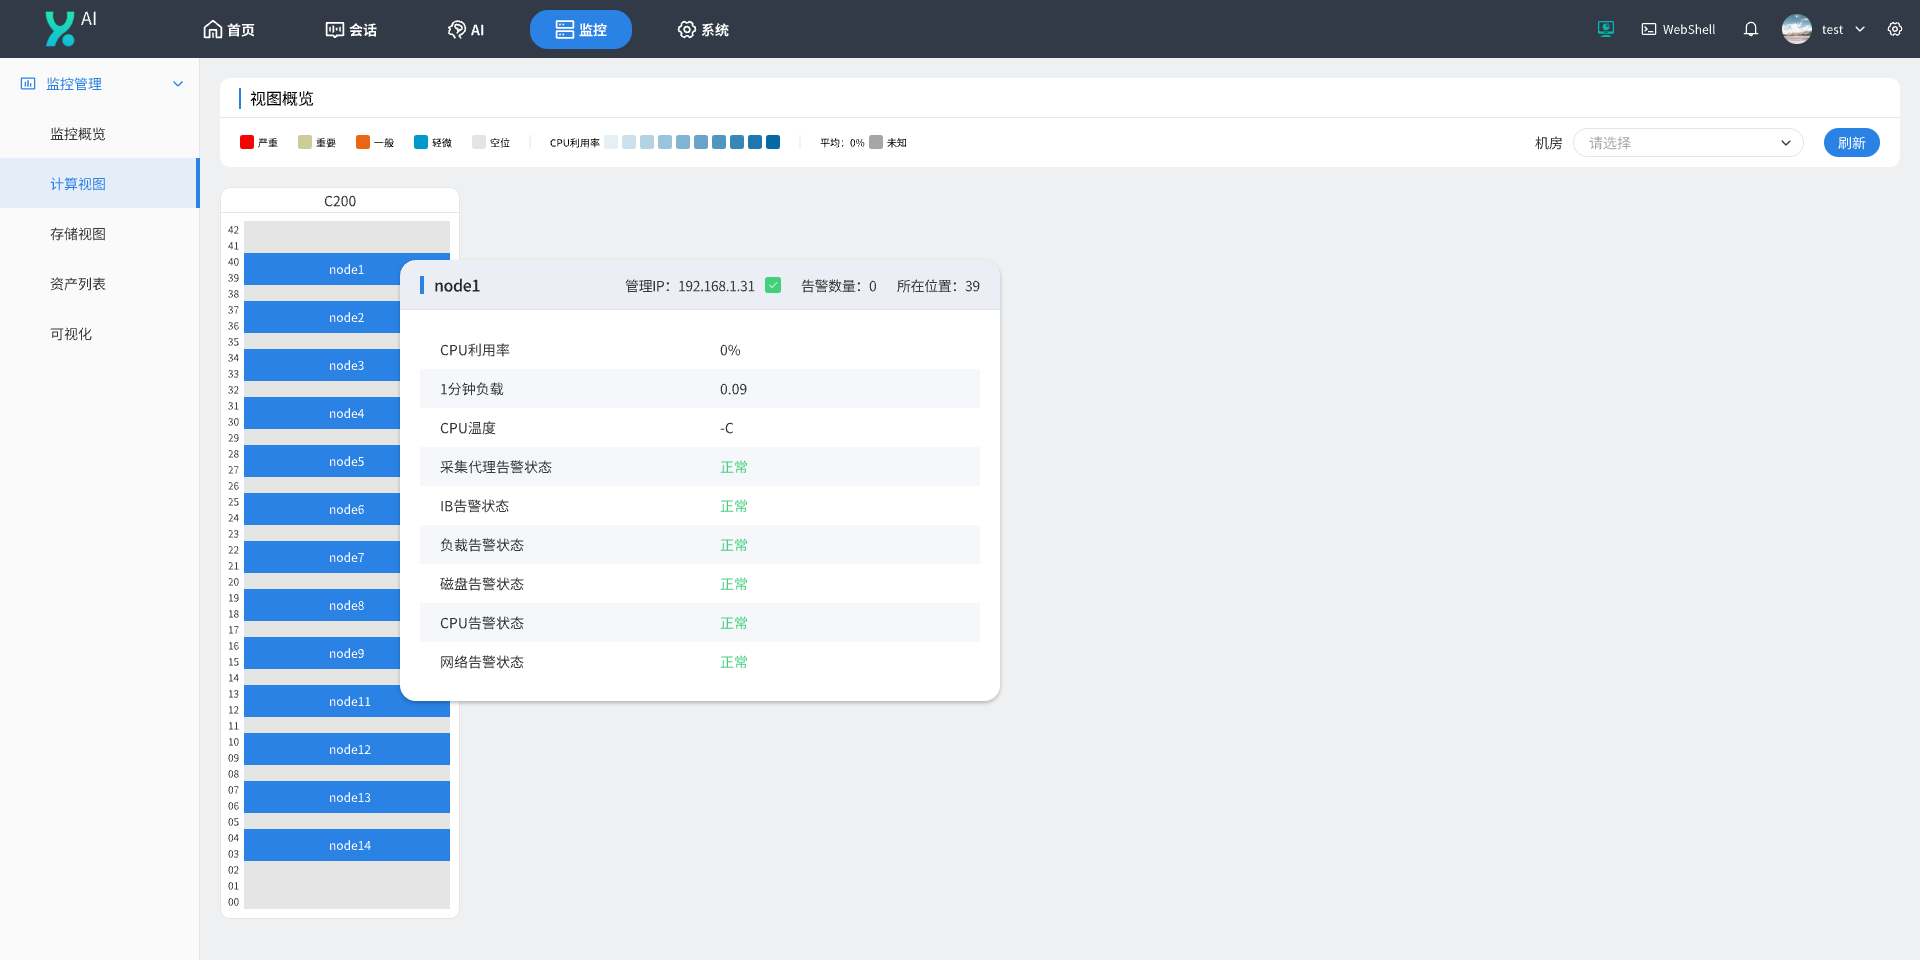 AI
首页
会话
AI
监控
系统
WebShell
test
监控管理
监控概览
计算视图
存储视图
资产列表
可视化
视图概览
严重 重要 一般 轻微 空位 CPU利用率 平均：0% 未知
机房 请选择 刷新
C200
42
41
40
39
38
37
36
35
34
33
32
31
30
29
28
27
26
25
24
23
22
21
20
19
18
17
16
15
14
13
12
11
10
09
08
07
06
05
04
03
02
01
00
node1
node2
node3
node4
node5
node6
node7
node8
node9
node11
node12
node13
node14
node1 管理IP：192.168.1.31 告警数量：0 所在位置：39
CPU利用率 0%
1分钟负载 0.09
CPU温度 -C
采集代理告警状态 正常
IB告警状态 正常
负裁告警状态 正常
磁盘告警状态 正常
CPU告警状态 正常
网络告警状态 正常